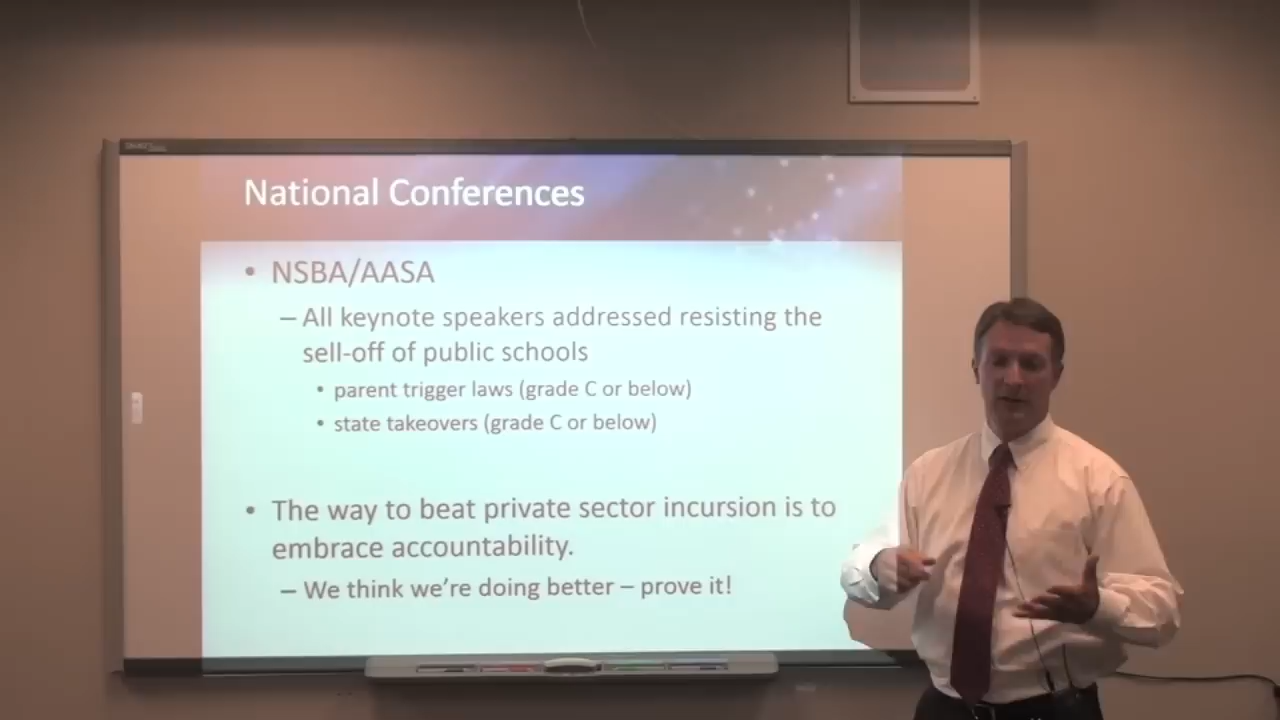 National Conferences
• NSBA/AASA
– All keynote speakers addressed resisting the
sell-off of public schools
• parent trigger laws (grade C or below)
• state takeovers (grade C or below)
• The way to beat private sector incursion is to
embrace accountability.
– We think we're doing better – prove it!